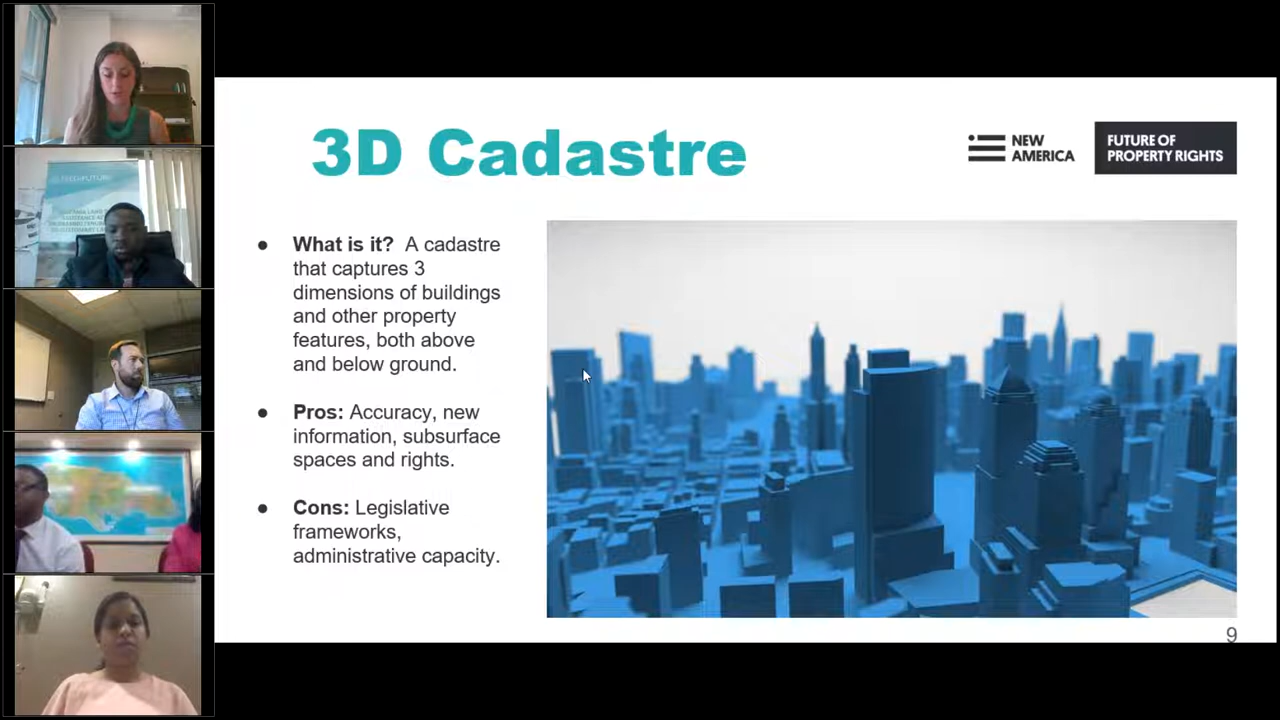 3D Cadastre
NEW
AMERICA
FUTURE OF
PROPERTY RIGHTS
● What is it? A cadastre
that captures 3
dimensions of buildings
and other property
features, both above
and below ground.
● Pros: Accuracy, new
information, subsurface
spaces and rights.
● Cons: Legislative
frameworks,
administrative capacity.
9